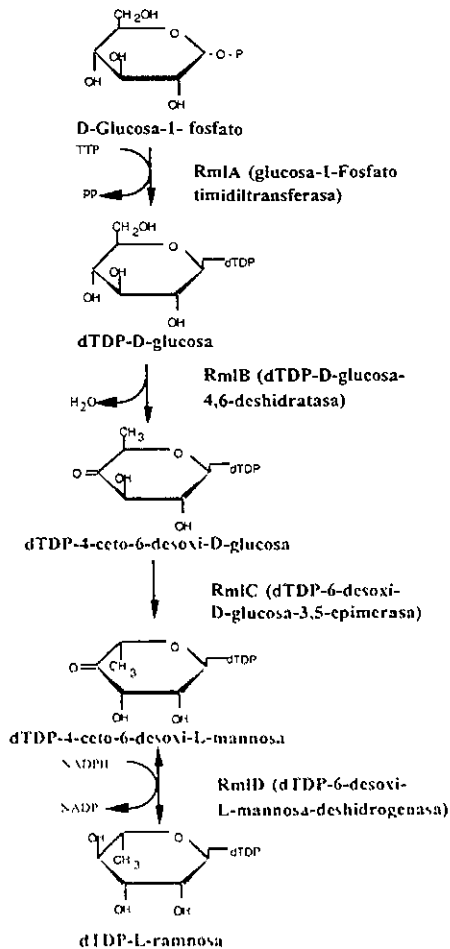 CH2OH
O
OH
OH
O-P
OH
D-Glucosa-1- fosfato
TTP
PP
RmlA (glucosa-1-Fosfato
timidiltransferasa)
CH2OH
O
OH
OH
dTDP
OH
dTDP-D-glucosa
H2O
RmlB (dTDP-D-glucosa-
4,6-deshidratasa)
CH3
O
O
OH
dTDP
OH
dTDP-4-ceto-6-desoxi-D-glucosa
RmlC (dTDP-6-desoxi-
D-glucosa-3,5-epimerasa)
O
O
CH3
dTDP
OH
OH
dTDP-4-ceto-6-desoxi-L-mannosa
NADPH
NADP
RmlD (dTDP-6-desoxi-
L-mannosa-deshidrogenasa)
OH
O
CH3
dTDP
OH
OH
dTDP-L-ramnosa